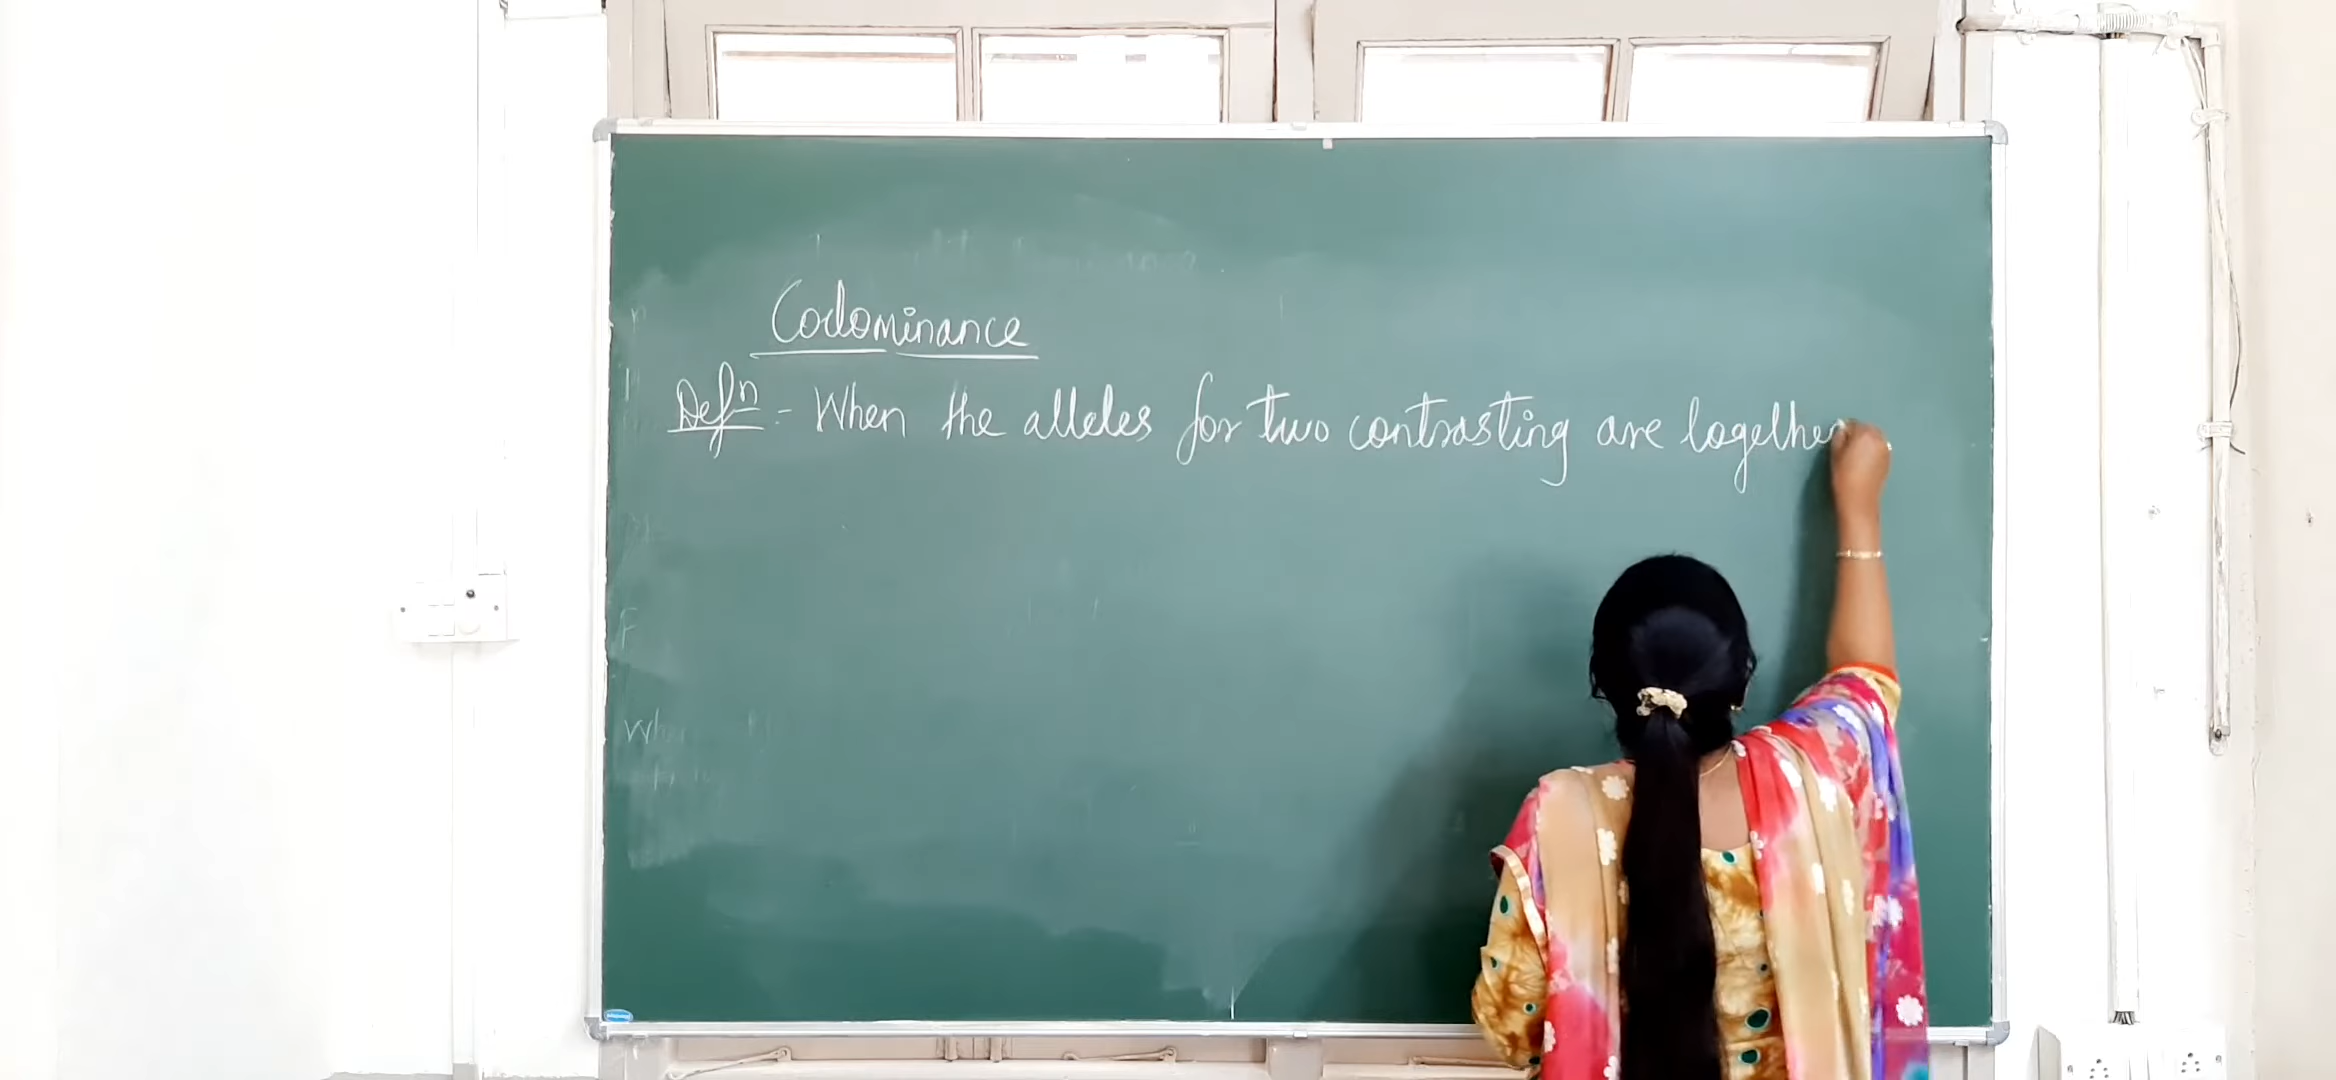 Codominance
Defn - When the alleles for two contrasting are together